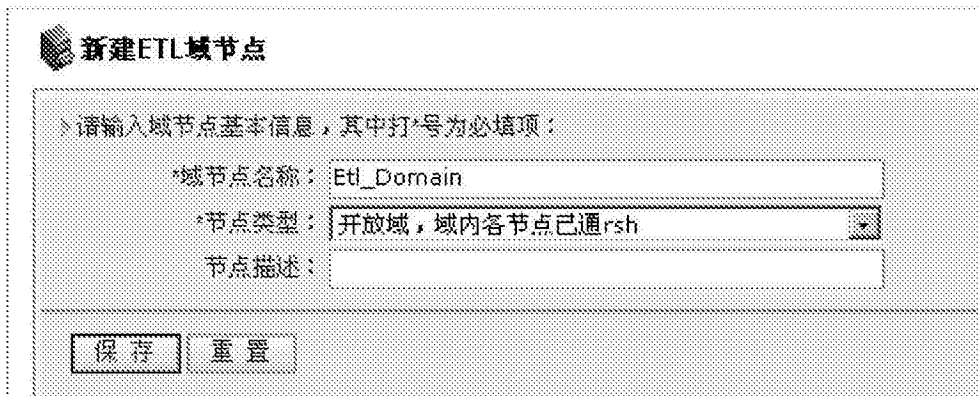 新建ETL域节点
>请输入域节点基本信息，其中打*号为必填项：
*域节点名称： Etl_Domain
*节点类型： 开放域，域内各节点已通rsh
节点描述：
保 存 重 置